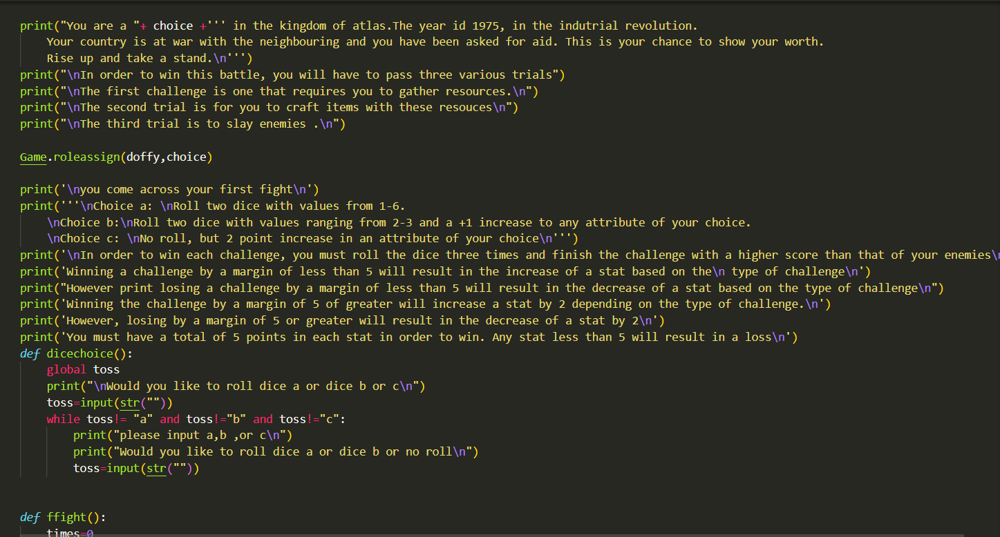 print("You are a "+ choice +''' in the kingdom of atlas.The year id 1975, in the indutrial revolution.
Your country is at war with the neighbouring and you have been asked for aid. This is your chance to show your worth.
Rise up and take a stand.\n''')
print("\nIn order to win this battle, you will have to pass three various trials")
print("\nThe first challenge is one that requires you to gather resources.\n")
print("\nThe second trial is for you to craft items with these resouces\n")
print("\nThe third trial is to slay enemies .\n")
Game.roleassign(doffy,choice)
print('\nyou come across your first fight\n')
print('''\nChoice a: \nRoll two dice with values from 1-6.
\nChoice b:\nRoll two dice with values ranging from 2-3 and a +1 increase to any attribute of your choice.
\nChoice c: \nNo roll, but 2 point increase in an attribute of your choice\n''')
print('\nIn order to win each challenge, you must roll the dice three times and finish the challenge with a higher score than that of your enemies\
print('Winning a challenge by a margin of less than 5 will result in the increase of a stat based on the\n type of challenge\n')
print("However print losing a challenge by a margin of less than 5 will result in the decrease of a stat based on the type of challenge\n")
print('Winning the challenge by a margin of 5 of greater will increase a stat by 2 depending on the type of challenge.\n')
print('However, losing by a margin of 5 or greater will result in the decrease of a stat by 2\n')
print('You must have a total of 5 points in each stat in order to win. Any stat less than 5 will result in a loss\n')
def dicechoice():
global toss
print("\nWould you like to roll dice a or dice b or c\n")
toss=input(str(""))
while toss!= "a" and toss!="b" and toss!="c":
print("please input a,b ,or c\n")
print("Would you like to roll dice a or dice b or no roll\n")
toss=input(str(""))
def ffight():
times=0